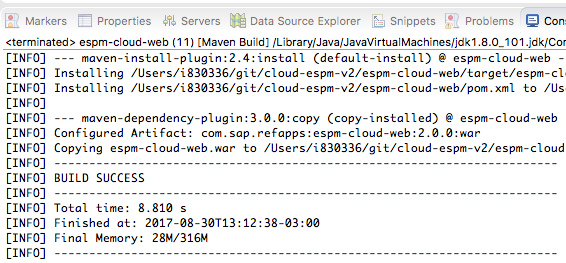 Markers Properties Servers Data Source Explorer Snippets Problems Con
<terminated> espm-cloud-web (11) [Maven Build] /Library/Java/JavaVirtualMachines/jdk1.8.0_101.jdk/Con
[INFO] --- maven-install-plugin:2.4:install (default-install) @ espm-cloud-web --
[INFO] Installing /Users/i830336/git/cloud-espm-v2/espm-cloud-web/target/espm-cl
[INFO] Installing /Users/i830336/git/cloud-espm-v2/espm-cloud-web/pom.xml to /Us
[INFO]
[INFO] --- maven-dependency-plugin:3.0.0:copy (copy-installed) @ espm-cloud-web
[INFO] Configured Artifact: com.sap.refapps:espm-cloud-web:2.0.0:war
[INFO] Copying espm-cloud-web.war to /Users/i830336/git/cloud-espm-v2/espm-cloud
[INFO] ------------------------------------------------------------------------
[INFO] BUILD SUCCESS
[INFO] ------------------------------------------------------------------------
[INFO] Total time: 8.810 s
[INFO] Finished at: 2017-08-30T13:12:38-03:00
[INFO] Final Memory: 28M/316M
[INFO] ------------------------------------------------------------------------